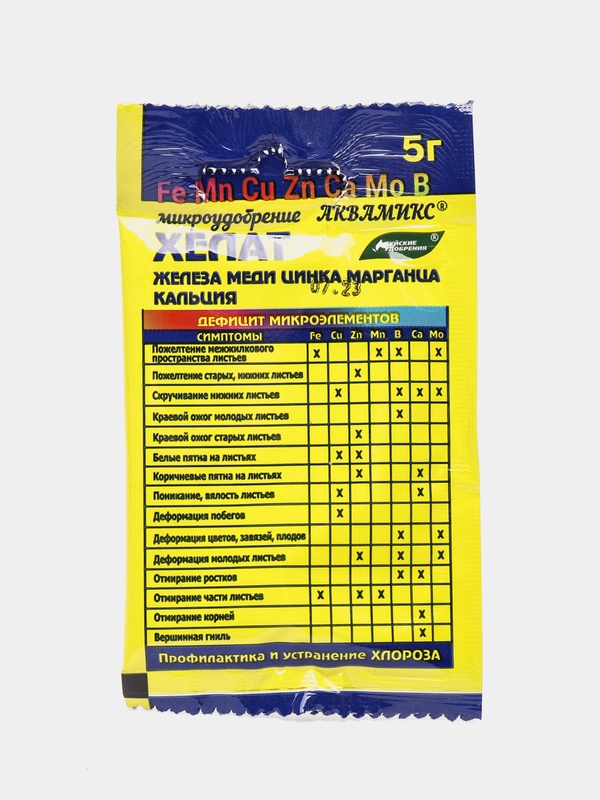 5г
Fe Mn Cu Zn Ca Mo B
микроудобрение АКВАМИКС®
ХЕЛАТ
ЖЕЛЕЗА МЕДИ ЦИНКА МАРГАНЦА
КАЛЬЦИЯ
07.23
УЙСКИЕ
УДОБРЕНИЯ ®
ДЕФИЦИТ МИКРОЭЛЕМЕНТОВ
СИМПТОМЫ Fe Cu Zn Mn B Ca Mo
Пожелтение межжилкового
пространства листьев X X X X
Пожелтение старых, нижних листьев X
Скручивание нижних листьев X X X X
Краевой ожог молодых листьев X
Краевой ожог старых листьев X
Белые пятна на листьях X X
Коричневые пятна на листьях X X
Поникание, вялость листьев X X
Деформация побегов X
Деформация цветов, завязей, плодов X X
Деформация молодых листьев X X X
Отмирание ростков X X
Отмирание части листьев X X X
Отмирание корней X
Вершинная гниль X
Профилактика и устранение ХЛОРОЗА